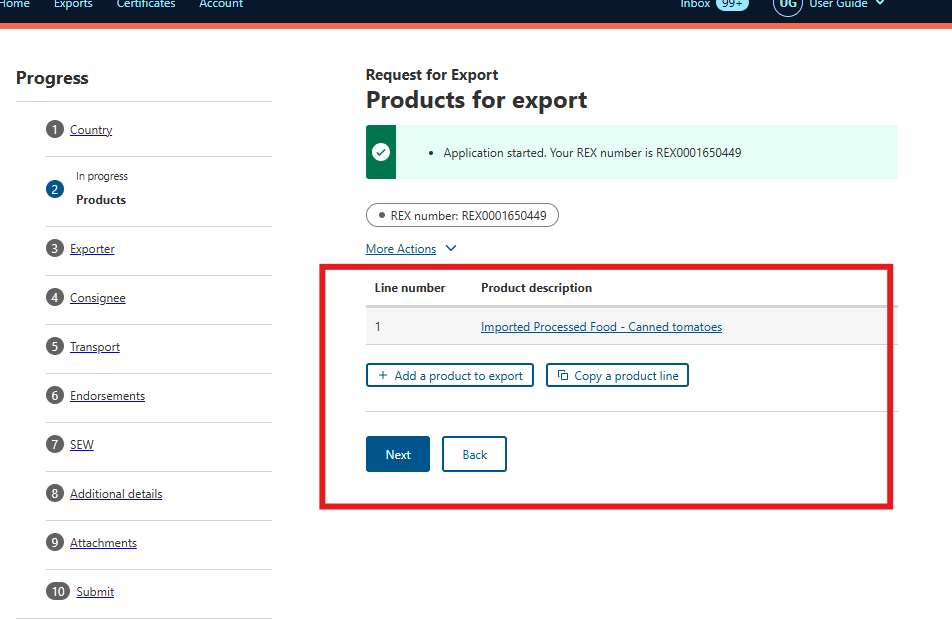 Home Exports Certificates Account Inbox 99+ UG User Guide
Progress
1 Country
In progress
2 Products
3 Exporter
4 Consignee
5 Transport
6 Endorsements
7 SEW
8 Additional details
9 Attachments
10 Submit
Request for Export
Products for export
• Application started. Your REX number is REX0001650449
REX number: REX0001650449
More Actions
Line number Product description
1 Imported Processed Food - Canned tomatoes
+ Add a product to export Copy a product line
Next Back